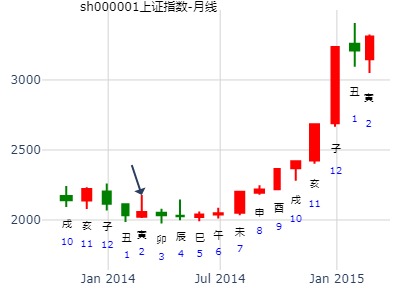 sh000001上证指数-月线
3000
2500
2000
戌 亥 子 丑 寅 卯 辰 巳 午 未 申 酉 戌 亥 子 丑 寅
10 11 12 1 2 3 4 5 6 7 8 9 10 11 12 1 2
Jan 2014 Jul 2014 Jan 2015